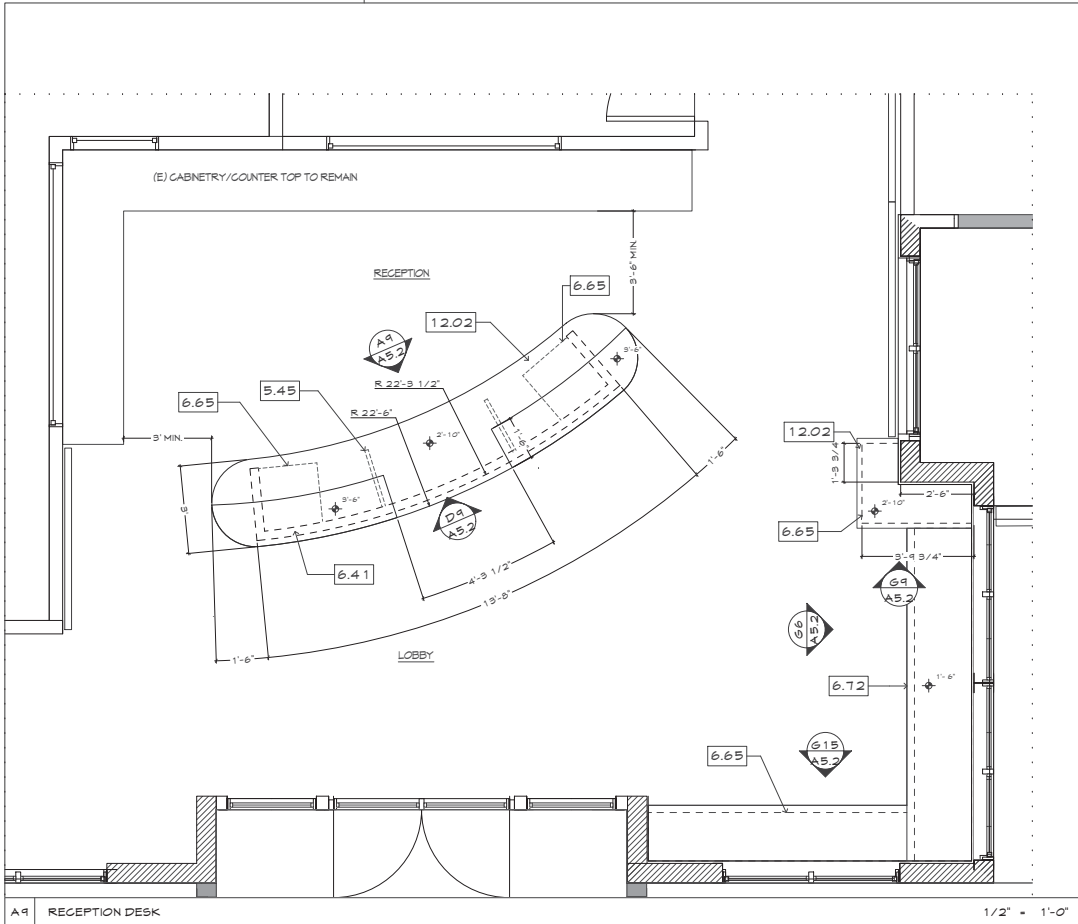 (E) CABINETRY/COUNTER TOP TO REMAIN
3'-6" MIN.
RECEPTION
6.65
12.02
A9
A5.2
3'-6"
R 22'-3 1/2"
5.45
6.65
R 22'-6"
2'-10"
12.02
3' MIN.
1'-3 3/4"
1'-6"
2'-6"
3'-6"
2'-10"
D9
A5.2
6.65
3'-9 3/4"
6.41
4'-3 1/2"
G9
A5.2
13'-8"
G6
A5.2
LOBBY
1'-6"
6.72
1'-6"
G15
A5.2
6.65
A9 RECEPTION DESK
1/2" = 1'-0"